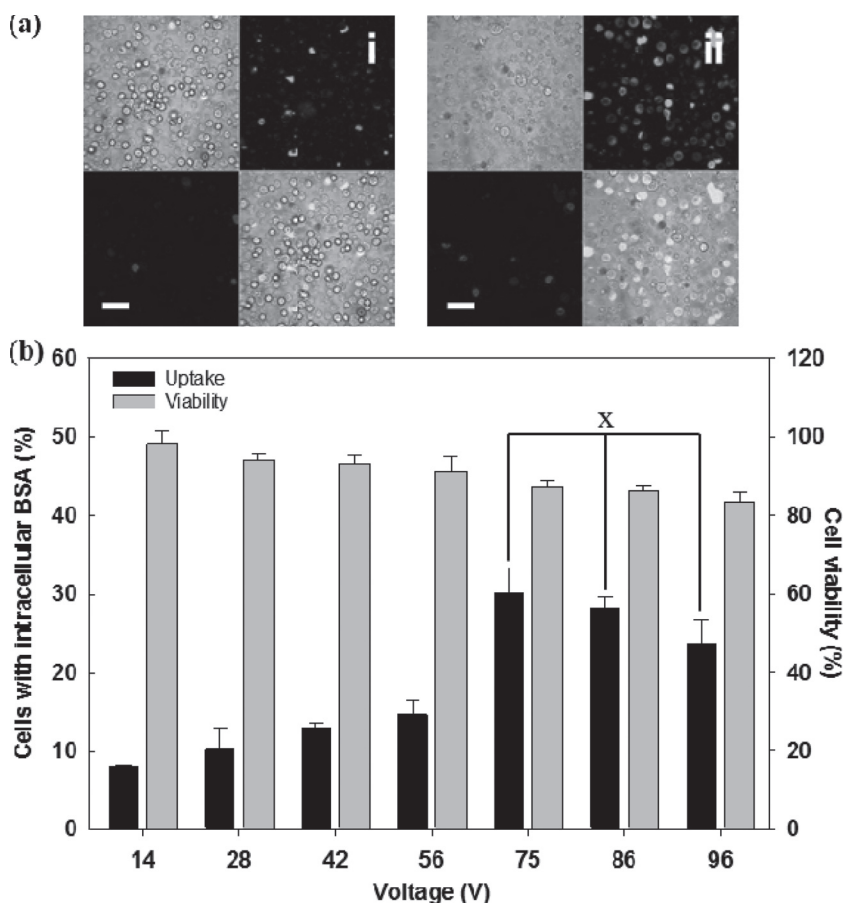 (a)
i
ii
(b)
Uptake
Viability
x
60
50
40
30
20
10
0
Cells with intracellular BSA (%)
120
100
80
60
40
20
0
Cell viability (%)
14 28 42 56 75 86 96
Voltage (V)